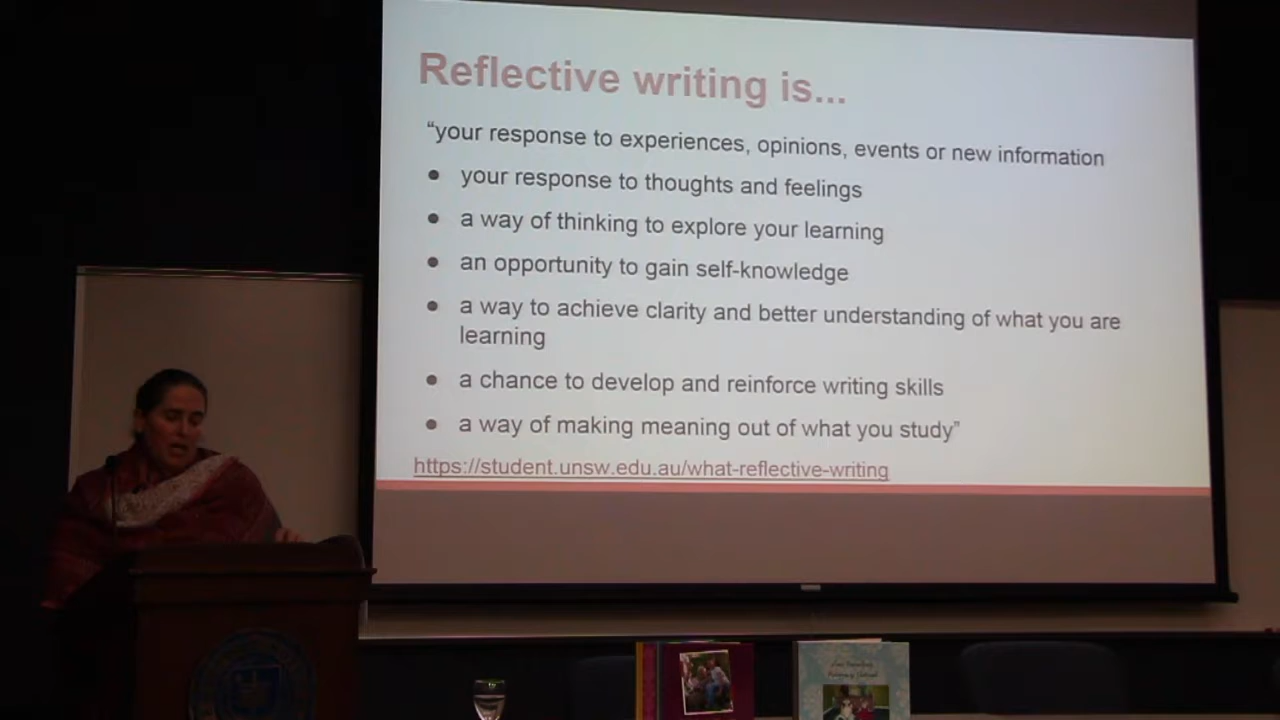 Reflective writing is...
“your response to experiences, opinions, events or new information
● your response to thoughts and feelings
● a way of thinking to explore your learning
● an opportunity to gain self-knowledge
● a way to achieve clarity and better understanding of what you are
learning
● a chance to develop and reinforce writing skills
● a way of making meaning out of what you study”
https://student.unsw.edu.au/what-reflective-writing